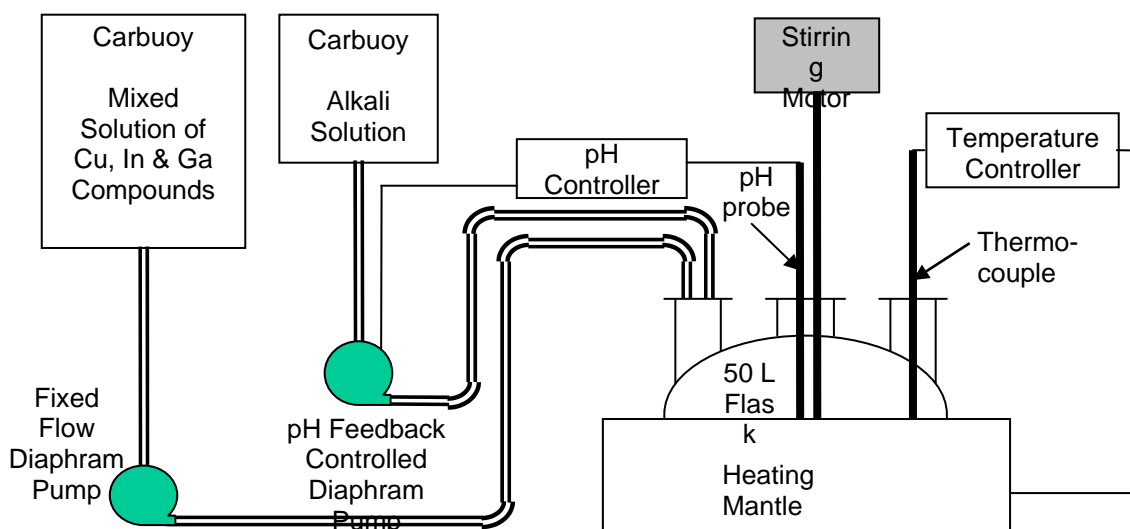 Carbuoy
Mixed
Solution of
Cu, In & Ga
Compounds
Carbuoy
Alkali
Solution
Stirrin
g
Motor
pH
Controller
Temperature
Controller
pH
probe
Thermo-
couple
50 L
Flas
k
Heating
Mantle
Fixed
Flow
Diaphram
Pump
pH Feedback
Controlled
Diaphram
Pump